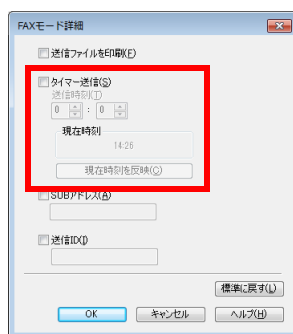 FAXモード詳細
送信ファイルを印刷(F)
タイマー送信(S)
送信時刻(T)
0 : 0
現在時刻
14:26
現在時刻を反映(C)
SUBアドレス(A)
送信ID(I)
標準に戻す(L)
OK キャンセル ヘルプ(H)